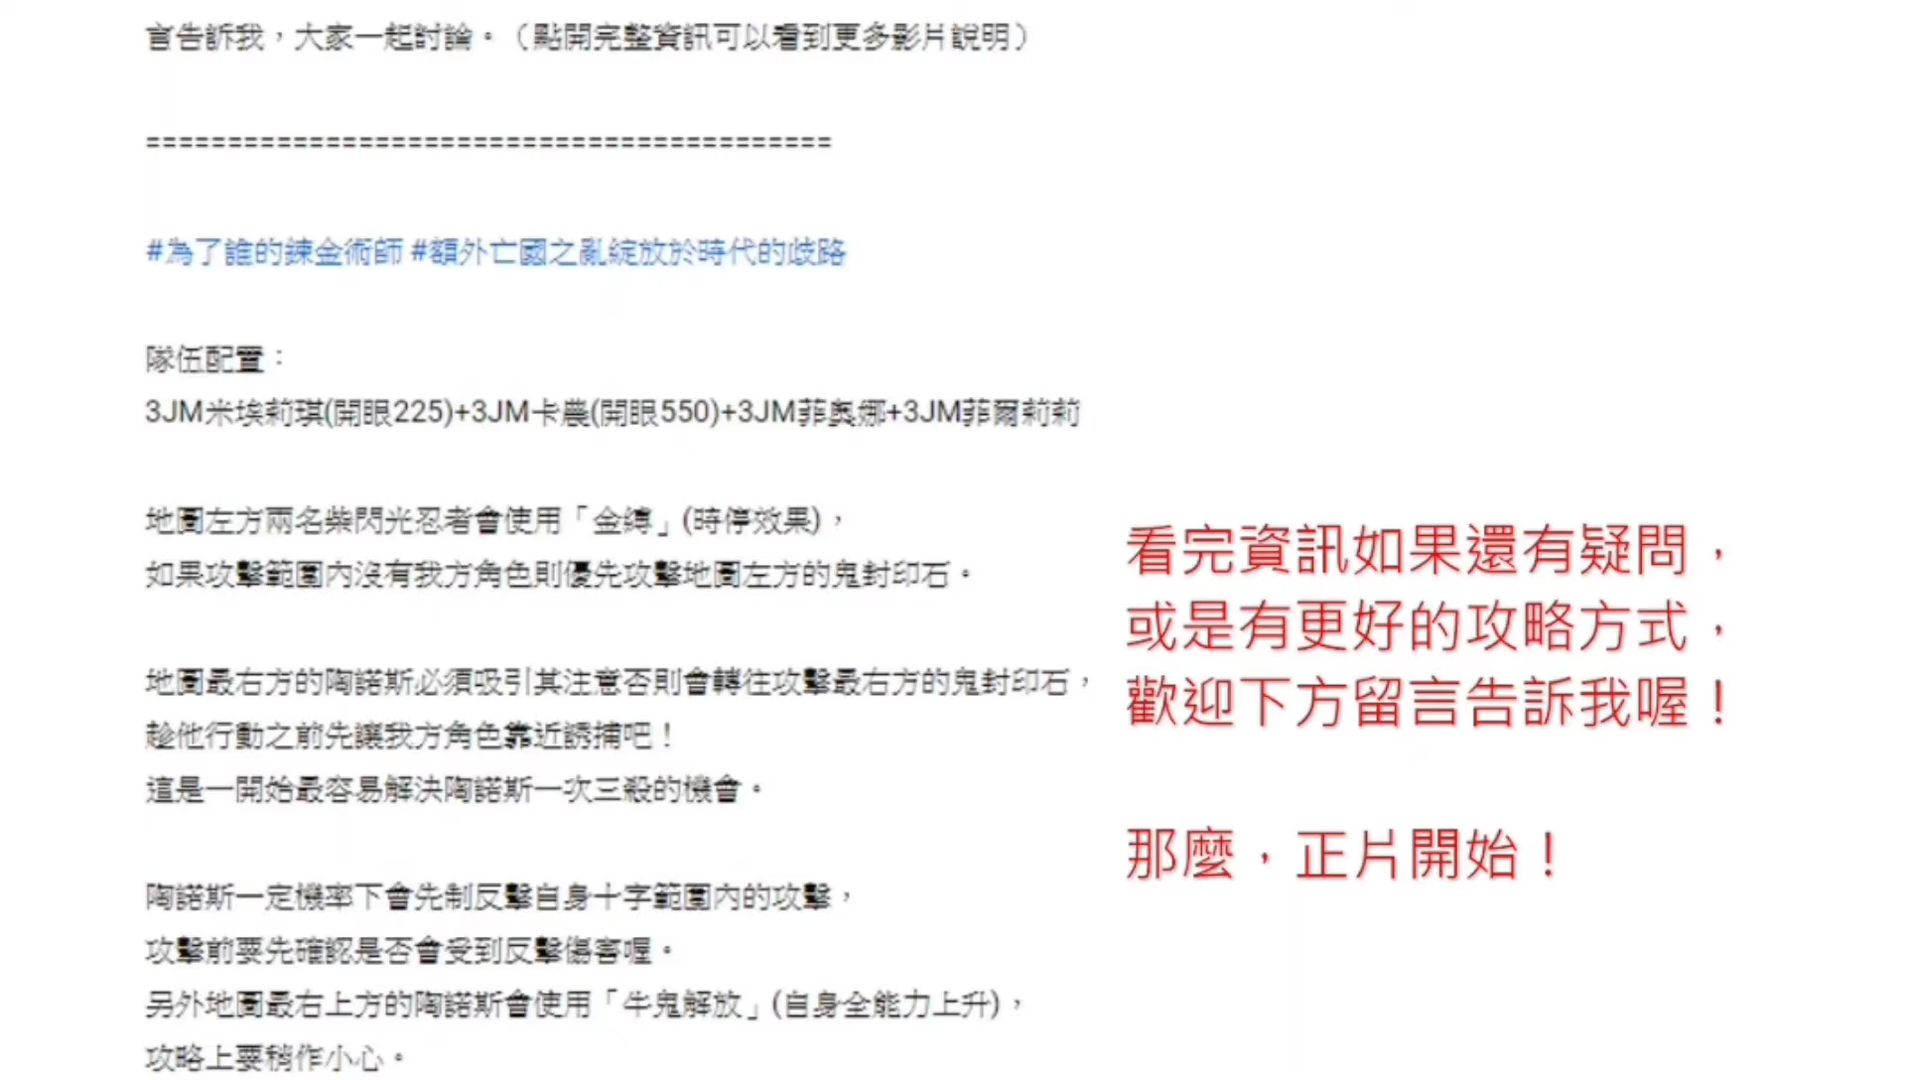 言告訴我，大家一起討論。（點開完整資訊可以看到更多影片說明）
==========================================
#為了誰的鍊金術師 #額外亡國之亂綻放於時代的歧路
隊伍配置：
3JM米埃莉琪(開眼225)+3JM卡農(開眼550)+3JM菲奧娜+3JM菲爾莉莉
地圖左方兩名柴閃光忍者會使用「金縛」(時停效果)，
如果攻擊範圍內沒有我方角色則優先攻擊地圖左方的鬼封印石。
地圖最右方的陶諾斯必須吸引其注意否則會轉往攻擊最右方的鬼封印石，
趁他行動之前先讓我方角色靠近誘捕吧！
這是一開始最容易解決陶諾斯一次三殺的機會。
陶諾斯一定機率下會先制反擊自身十字範圍內的攻擊，
攻擊前要先確認是否會受到反擊傷害喔。
另外地圖最右上方的陶諾斯會使用「牛鬼解放」(自身全能力上升)，
攻略上要稍作小心。
看完資訊如果還有疑問，
或是有更好的攻略方式，
歡迎下方留言告訴我喔！
那麼，正片開始！